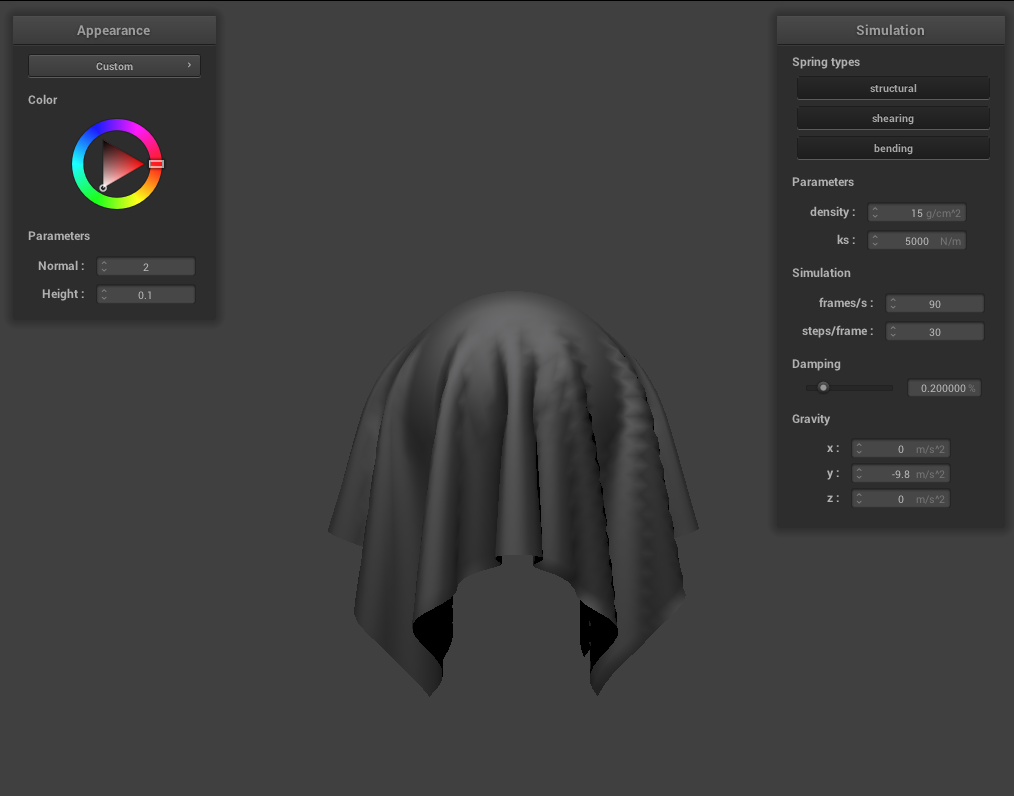 Appearance
Custom
Color
Parameters
Normal : 2
Height : 0.1
Simulation
Spring types
structural
shearing
bending
Parameters
density : 15 g/cm^2
ks : 5000 N/m
Simulation
frames/s : 90
steps/frame : 30
Damping
0.200000 %
Gravity
x : 0 m/s^2
y : -9.8 m/s^2
z : 0 m/s^2